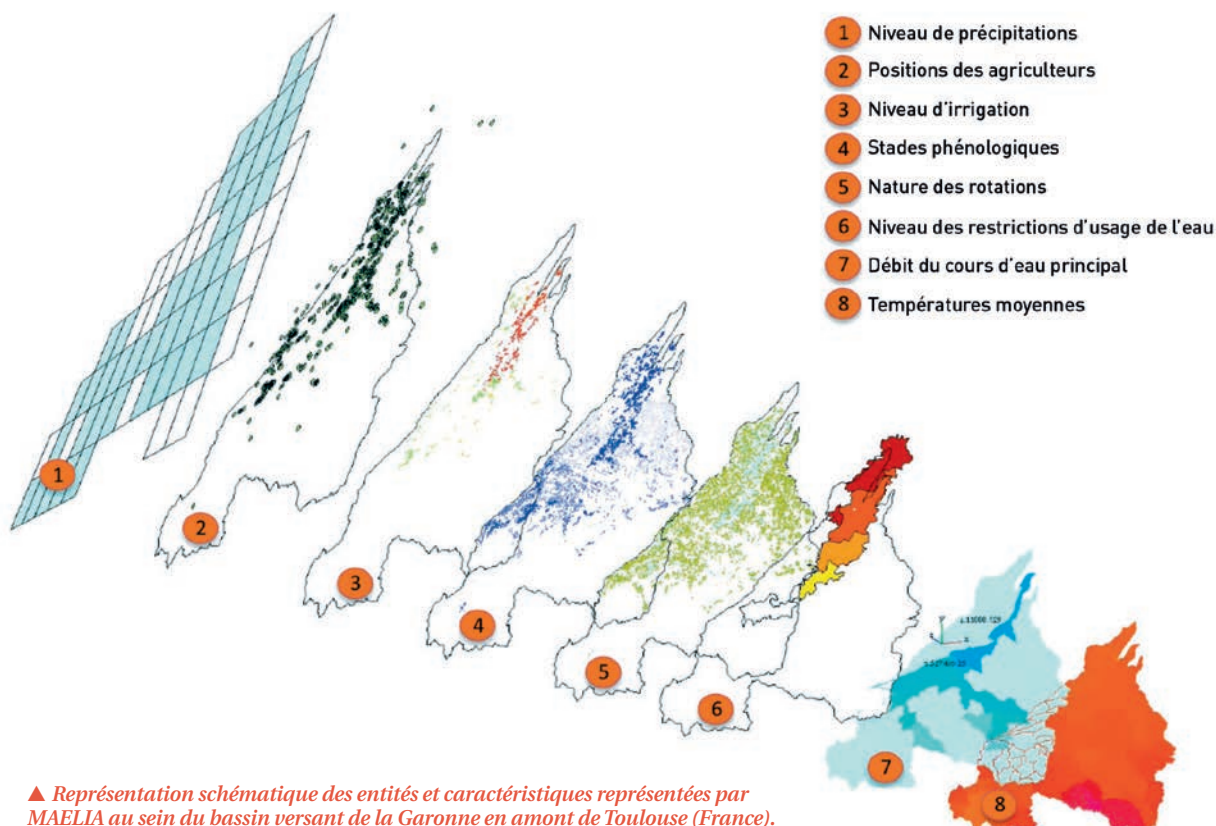 1 Niveau de précipitations
2 Positions des agriculteurs
3 Niveau d'irrigation
4 Stades phénologiques
5 Nature des rotations
6 Niveau des restrictions d'usage de l'eau
7 Débit du cours d'eau principal
8 Températures moyennes
1
2
3
4
5
6
7
8
▲ Représentation schématique des entités et caractéristiques représentées par
MAELIA au sein du bassin versant de la Garonne en amont de Toulouse (France).